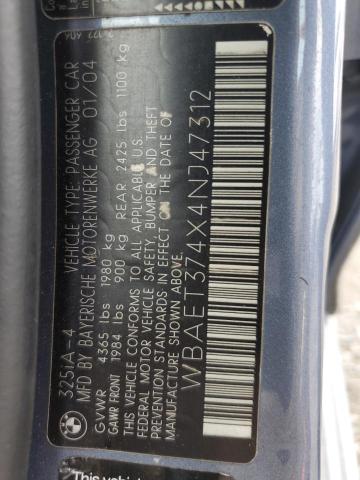 325iA-4 VEHICLE TYPE: PASSENGER CAR
MFD BY BAYERISCHE MOTORENWERKE AG 01/04
GVWR 4365 lbs 1980 kg
GAWR FRONT 1984 lbs 900 kg REAR 2425 lbs 1100 kg
THIS VEHICLE CONFORMS TO ALL APPLICABLE U.S.
FEDERAL MOTOR VEHICLE SAFETY, BUMPER AND THEFT
PREVENTION STANDARDS IN EFFECT ON THE DATE OF
MANUFACTURE SHOWN ABOVE.
WBAET374X4NJ47312
This vehicle